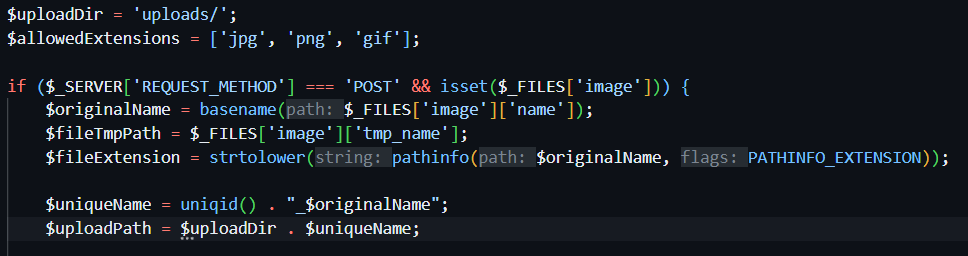 $uploadDir = 'uploads/';
$allowedExtensions = ['jpg', 'png', 'gif'];
if ($_SERVER['REQUEST_METHOD'] === 'POST' && isset($_FILES['image'])) {
$originalName = basename(path: $_FILES['image']['name']);
$fileTmpPath = $_FILES['image']['tmp_name'];
$fileExtension = strtolower(string: pathinfo(path: $originalName, flags: PATHINFO_EXTENSION));
$uniqueName = uniqid() . "_$originalName";
$uploadPath = $uploadDir . $uniqueName;